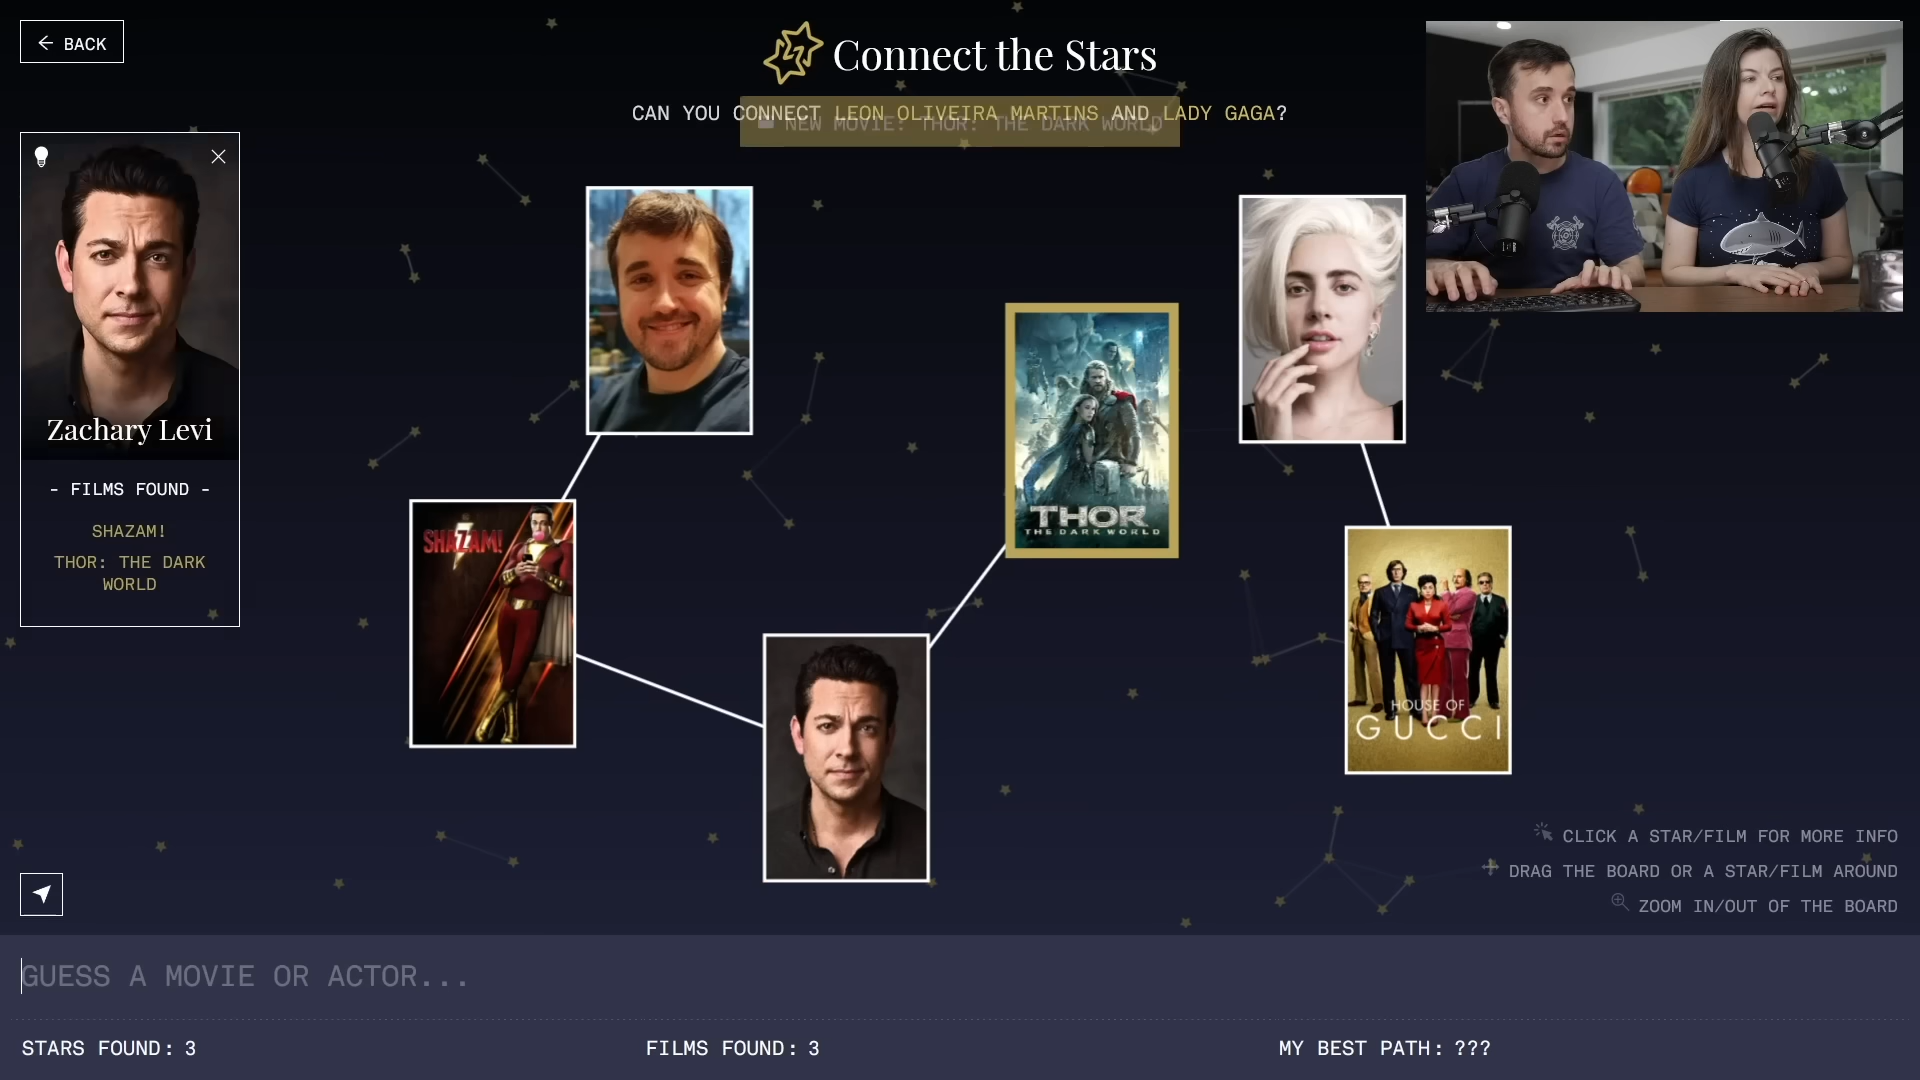 BACK
Connect the Stars
CAN YOU CONNECT LEON OLIVEIRA MARTINS AND LADY GAGA?
NEW MOVIE: THOR: THE DARK WORLD
Zachary Levi
- FILMS FOUND -
SHAZAM!
THOR: THE DARK
WORLD
SHAZAM!
THOR
THE DARK WORLD
HOUSE OF
GUCCI
CLICK A STAR/FILM FOR MORE INFO
DRAG THE BOARD OR A STAR/FILM AROUND
ZOOM IN/OUT OF THE BOARD
GUESS A MOVIE OR ACTOR...
STARS FOUND: 3
FILMS FOUND: 3
MY BEST PATH: ???